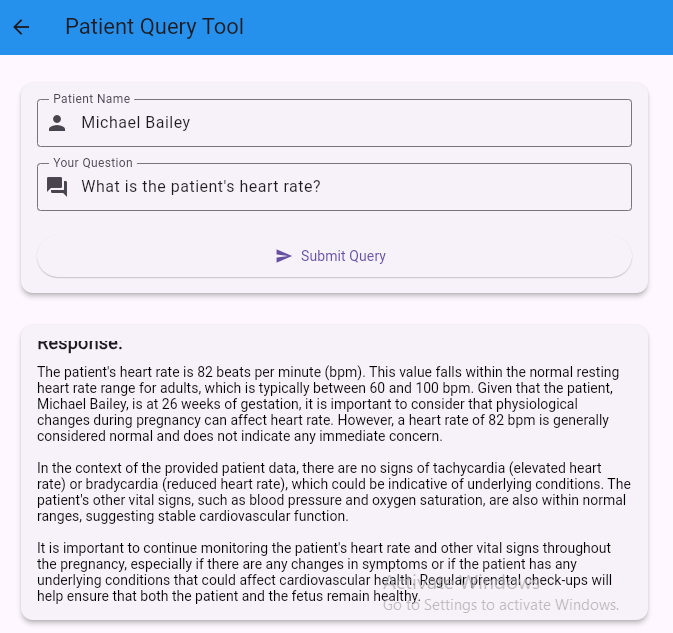 Patient Query Tool
Patient Name
Michael Bailey
Your Question
What is the patient's heart rate?
Submit Query
Response:
The patient's heart rate is 82 beats per minute (bpm). This value falls within the normal resting
heart rate range for adults, which is typically between 60 and 100 bpm. Given that the patient,
Michael Bailey, is at 26 weeks of gestation, it is important to consider that physiological
changes during pregnancy can affect heart rate. However, a heart rate of 82 bpm is generally
considered normal and does not indicate any immediate concern.
In the context of the provided patient data, there are no signs of tachycardia (elevated heart
rate) or bradycardia (reduced heart rate), which could be indicative of underlying conditions. The
patient's other vital signs, such as blood pressure and oxygen saturation, are also within normal
ranges, suggesting stable cardiovascular function.
It is important to continue monitoring the patient's heart rate and other vital signs throughout
the pregnancy, especially if there are any changes in symptoms or if the patient has any
underlying conditions that could affect cardiovascular health. Regular prenatal check-ups will
help ensure that both the patient and the fetus remain healthy.
Activate Windows
Go to Settings to activate Windows.